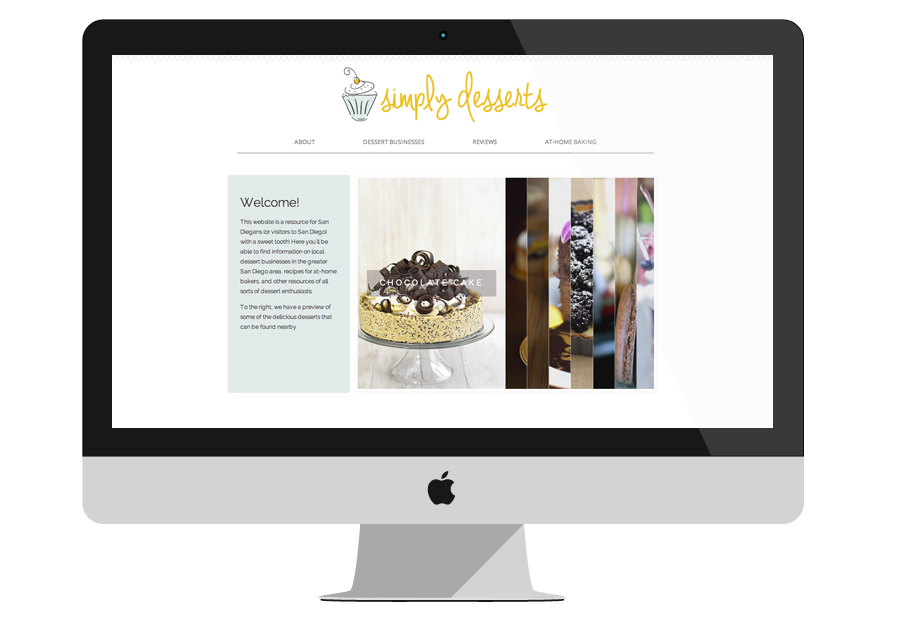 simply desserts
ABOUT DESSERT BUSINESSES REVIEWS AT-HOME BAKING
Welcome!
This website is a resource for San
Diegans (or visitors to San Diego)
with a sweet tooth! Here you'll be
able to find information on local
dessert businesses in the greater
San Diego area, recipes for at-home
bakers, and other resources of all
sorts of dessert enthusiasts.
To the right, we have a preview of
some of the delicious desserts that
can be found nearby
CHOCOLATE CAKE